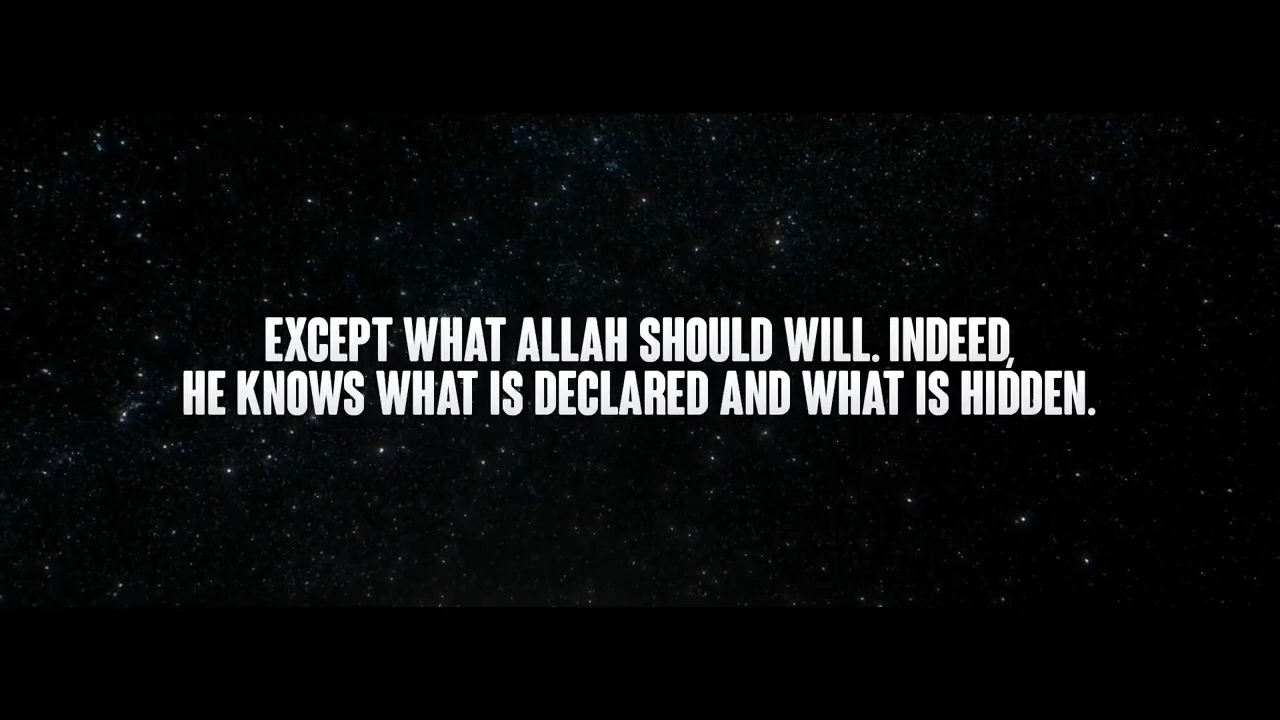 EXCEPT WHAT ALLAH SHOULD WILL. INDEED,
HE KNOWS WHAT IS DECLARED AND WHAT IS HIDDEN.